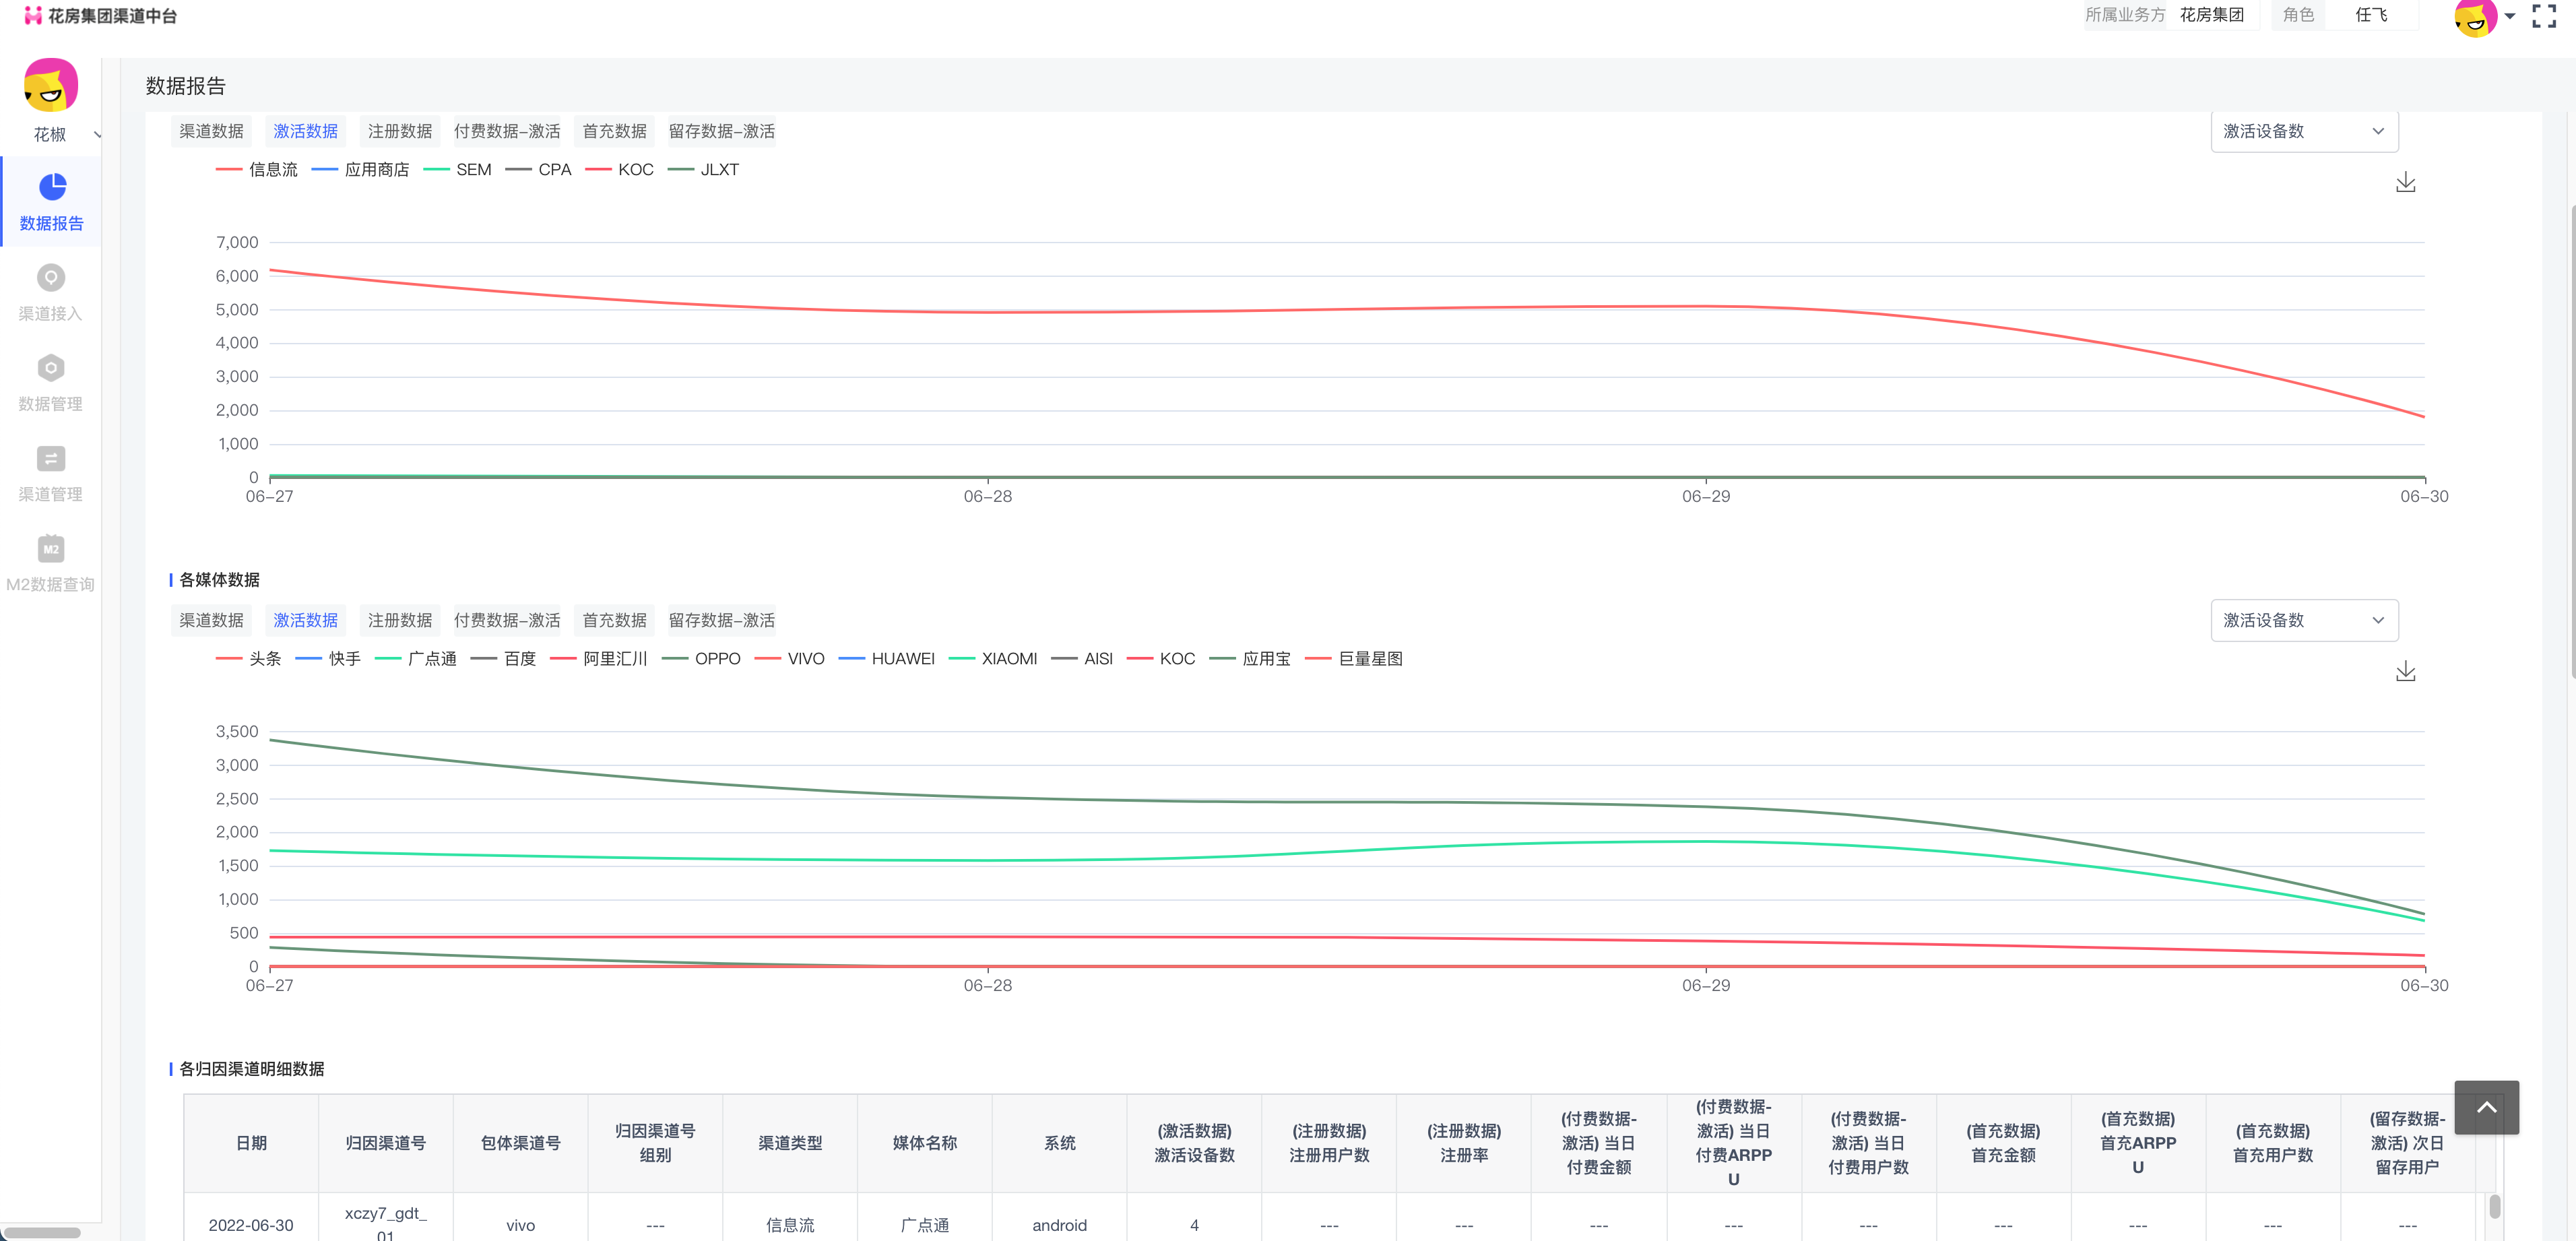 花房集团渠道中台
所属业务方 花房集团 角色 任飞
花椒
数据报告
渠道接入
数据管理
渠道管理
M2
M2数据查询
数据报告
渠道数据 激活数据 注册数据 付费数据-激活 首充数据 留存数据-激活
激活设备数
信息流 应用商店 SEM CPA KOC JLXT
7,000
6,000
5,000
4,000
3,000
2,000
1,000
0
06-27 06-28 06-29 06-30
各媒体数据
渠道数据 激活数据 注册数据 付费数据-激活 首充数据 留存数据-激活
激活设备数
头条 快手 广点通 百度 阿里汇川 OPPO VIVO HUAWEI XIAOMI AISI KOC 应用宝 巨量星图
3,500
3,000
2,500
2,000
1,500
1,000
500
0
06-27 06-28 06-29 06-30
各归因渠道明细数据
日期
归因渠道号
包体渠道号
归因渠道号
组别
渠道类型
媒体名称
系统
(激活数据)
激活设备数
(注册数据)
注册用户数
(注册数据)
注册率
(付费数据-
激活) 当日
付费金额
(付费数据-
激活) 当日
付费ARPP
U
(付费数据-
激活) 当日
付费用户数
(首充数据)
首充金额
(首充数据)
首充ARPP
U
(首充数据)
首充用户数
(留存数据-
激活) 次日
留存用户
2022-06-30
xczy7_gdt_
01
vivo
---
信息流
广点通
android
4
---
---
---
---
---
---
---
---
---